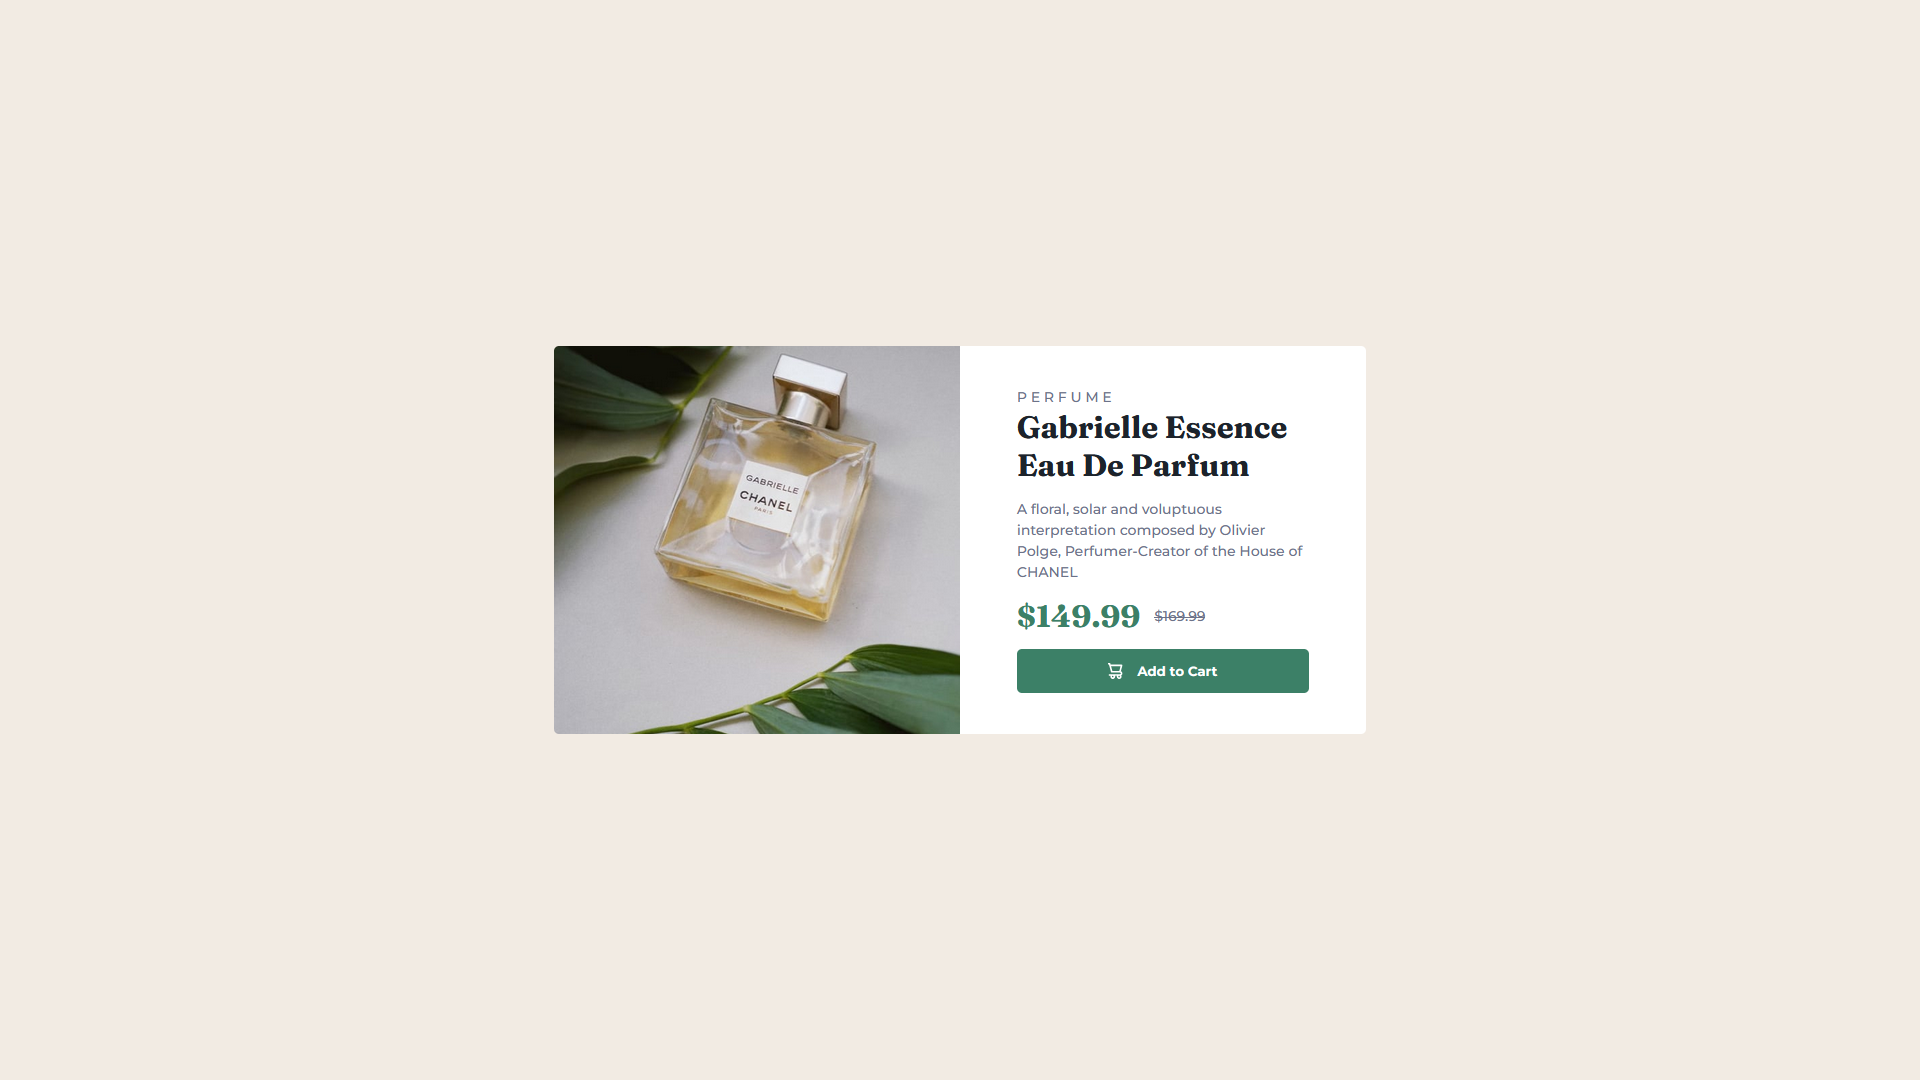 GABRIELLE
CHANEL
PARIS
PERFUME
Gabrielle Essence
Eau De Parfum
A floral, solar and voluptuous
interpretation composed by Olivier
Polge, Perfumer-Creator of the House of
CHANEL
$149.99 $169.99
Add to Cart